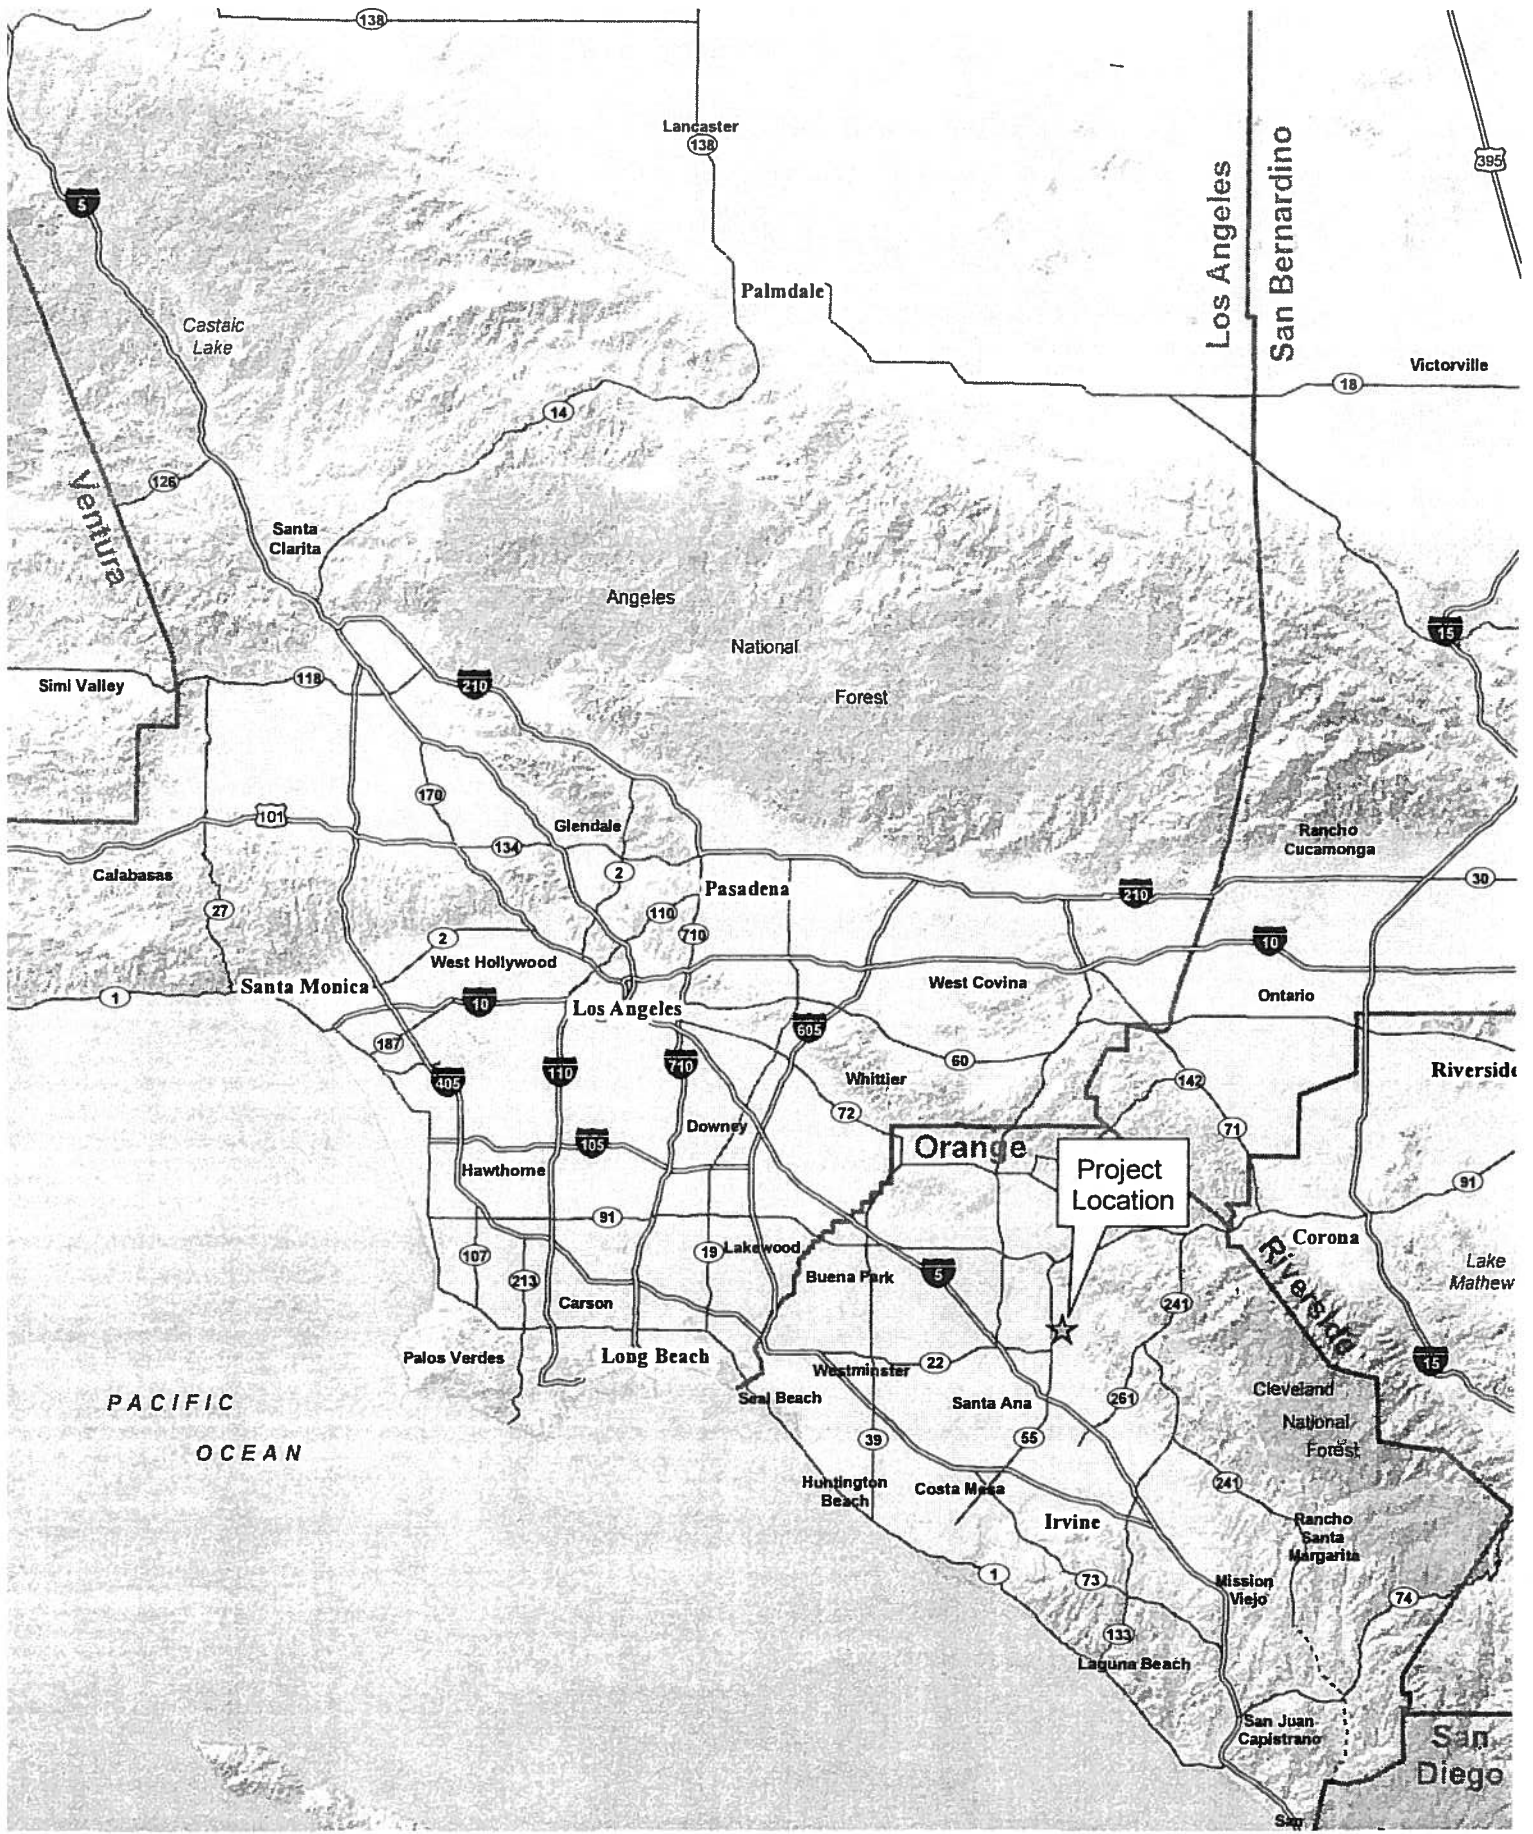 138
Lancaster
138
395
Los Angeles
San Bernardino
5
Palmdale
Castaic
Lake
Victorville
18
14
126
Ventura
Santa
Clarita
Angeles
National
Forest
15
Simi Valley
118
210
170
101
Glendale
134
Rancho
Cucamonga
Calabasas
2
Pasadena
210
30
27
110
710
2
West Hollywood
10
Santa Monica
West Covina
1
10
Los Angeles
Ontario
605
187
60
405
110
710
Whittier
142
Riverside
72
Downey
71
105
Orange
Hawthorne
Project
Location
91
91
107
19
Lakewood
Corona
213
Buena Park
5
Lake
Mathew
Carson
241
Riverside
Palos Verdes
Long Beach
22
Westminster
15
PACIFIC
OCEAN
Seal Beach
Santa Ana
261
Cleveland
National
Forest
39
55
Huntington
Beach
Costa Mesa
241
Irvine
Rancho
Santa
Margarita
1
73
Mission
Viejo
74
133
Laguna Beach
San Juan
Capistrano
San
Diego
San